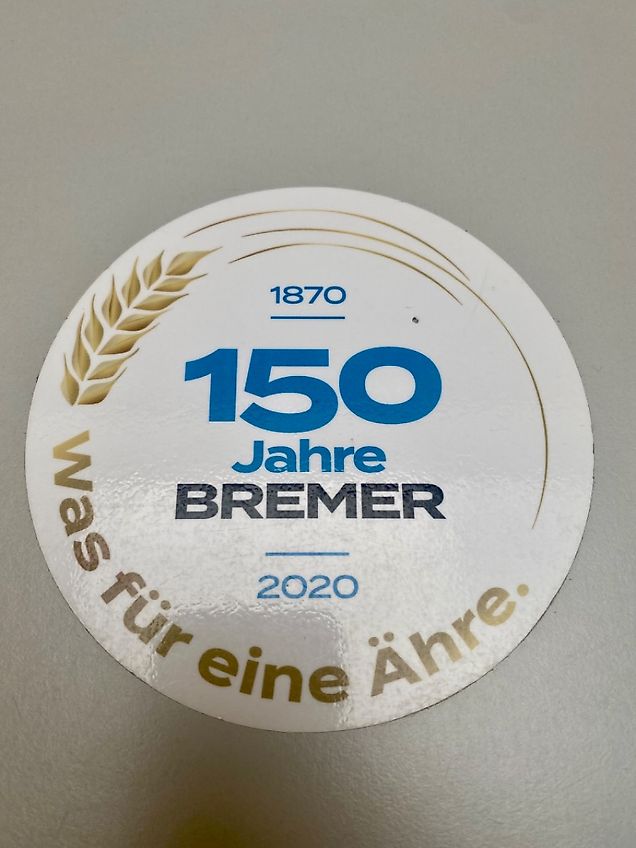 1870
150
Jahre
BREMER
2020
was für eine Ähre.